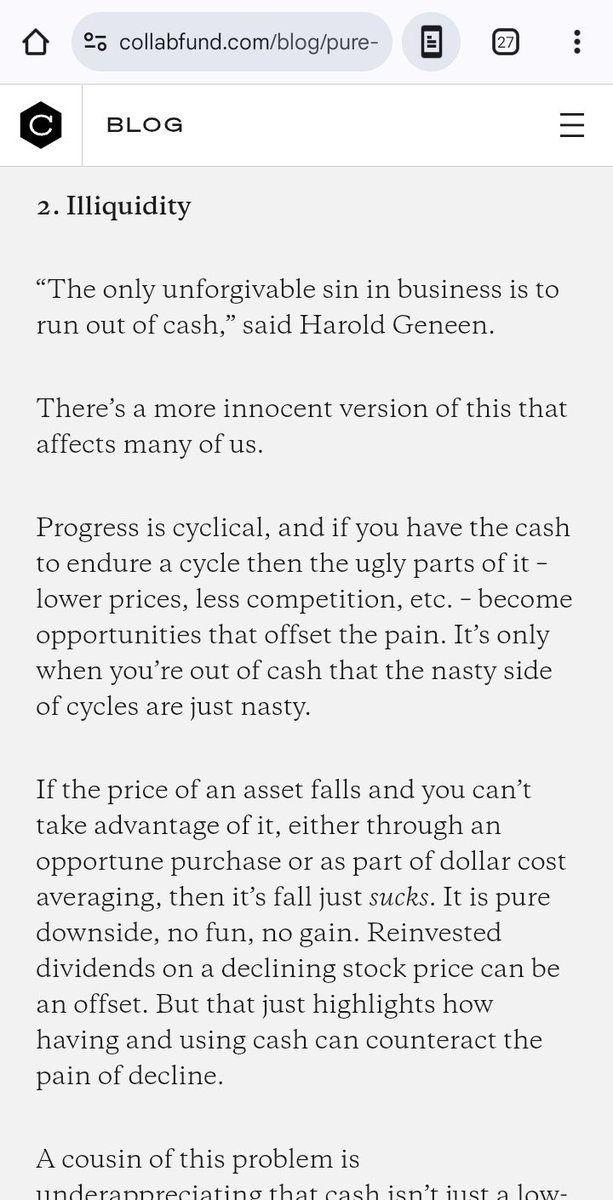 collabfund.com/blog/pure-
27
C
BLOG
2. Illiquidity
“The only unforgivable sin in business is to
run out of cash,” said Harold Geneen.
There’s a more innocent version of this that
affects many of us.
Progress is cyclical, and if you have the cash
to endure a cycle then the ugly parts of it –
lower prices, less competition, etc. – become
opportunities that offset the pain. It’s only
when you’re out of cash that the nasty side
of cycles are just nasty.
If the price of an asset falls and you can’t
take advantage of it, either through an
opportune purchase or as part of dollar cost
averaging, then it’s fall just sucks. It is pure
downside, no fun, no gain. Reinvested
dividends on a declining stock price can be
an offset. But that just highlights how
having and using cash can counteract the
pain of decline.
A cousin of this problem is
underappreciating that cash isn’t just a low-